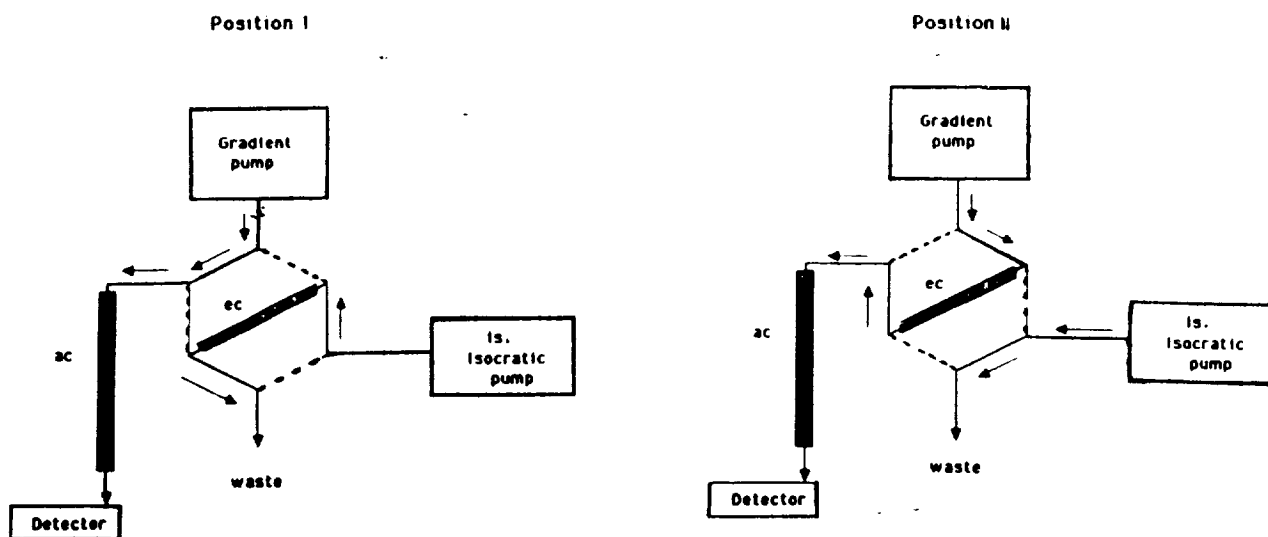 Position I
Gradient
pump
ec
ac
Is.
Isocratic
pump
waste
Detector
Position II
Gradient
pump
ec
ac
Is.
Isocratic
pump
waste
Detector